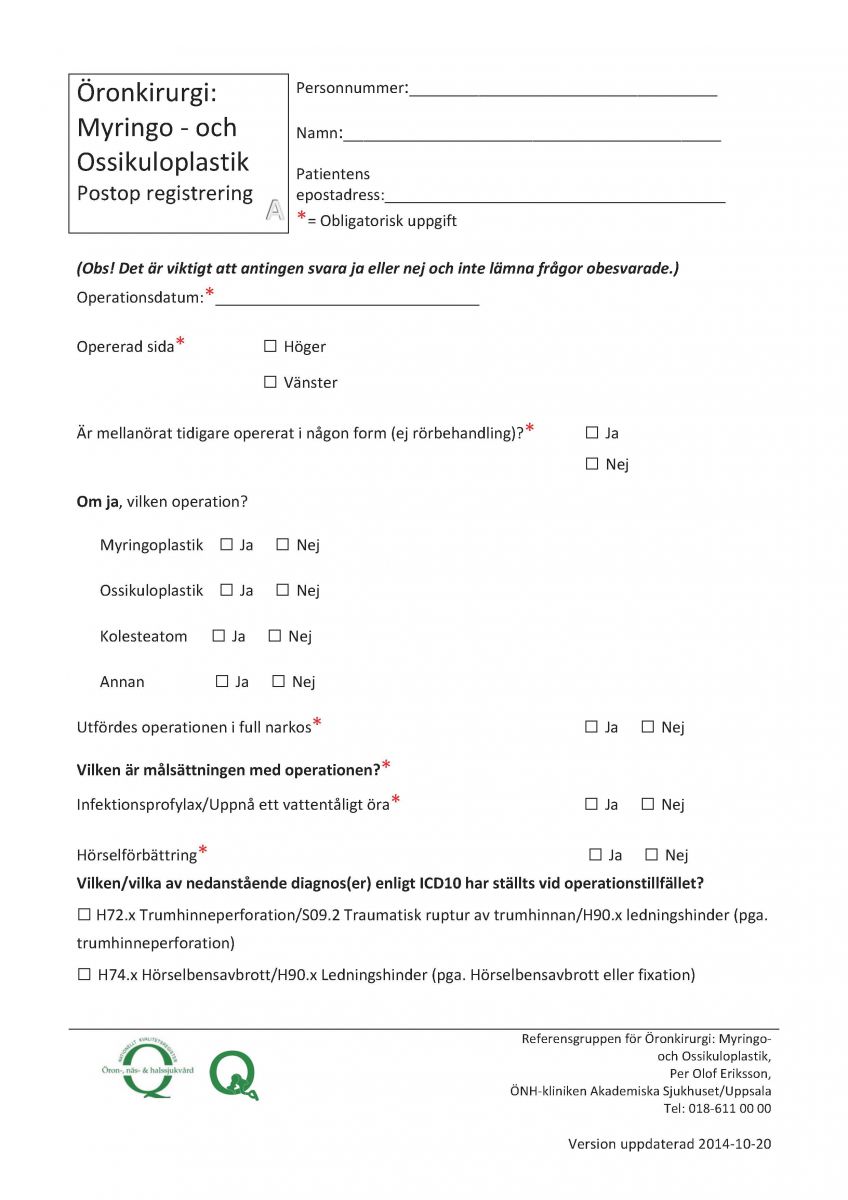 Öronkirurgi:
Myringo - och
Ossikuloplastik
Postop registrering
A
Personnummer:
Namn:
Patientens
epostadress:
*= Obligatorisk uppgift
(Obs! Det är viktigt att antingen svara ja eller nej och inte lämna frågor obesvarade.)
Operationsdatum:*
Opererad sida* ☐ Höger
☐ Vänster
Är mellanörat tidigare opererat i någon form (ej rörbehandling)?* ☐ Ja
☐ Nej
Om ja, vilken operation?
Myringoplastik ☐ Ja ☐ Nej
Ossikuloplastik ☐ Ja ☐ Nej
Kolesteatom ☐ Ja ☐ Nej
Annan ☐ Ja ☐ Nej
Utfördes operationen i full narkos* ☐ Ja ☐ Nej
Vilken är målsättningen med operationen?*
Infektionsprofylax/Uppnå ett vattentåligt öra* ☐ Ja ☐ Nej
Hörselförbättring* ☐ Ja ☐ Nej
Vilken/vilka av nedanstående diagnos(er) enligt ICD10 har ställts vid operationstillfället?
☐ H72.x Trumhinneperforation/S09.2 Traumatisk ruptur av trumhinnan/H90.x ledningshinder (pga.
trumhinneperforation)
☐ H74.x Hörselbensavbrott/H90.x Ledningshinder (pga. Hörselbensavbrott eller fixation)
NATIONELLT KVALITETSREGISTER
Öron-, näs- & halssjukvård
Referensgruppen för Öronkirurgi: Myringo-
och Ossikuloplastik,
Per Olof Eriksson,
ÖNH-kliniken Akademiska Sjukhuset/Uppsala
Tel: 018-611 00 00
Version uppdaterad 2014-10-20